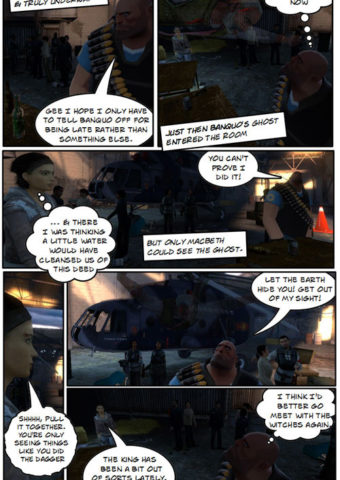 & TRULY UNDERWAY
NOW
GEE I HOPE I ONLY HAVE
TO TELL BANQUO OFF FOR
BEING LATE RATHER THAN
SOMETHING ELSE.
JUST THEN BANQUO'S GHOST
ENTERED THE ROOM
YOU CAN'T
PROVE I
DID IT!
... & THERE
I WAS THINKING
A LITTLE WATER
WOULD HAVE
CLEANSED US OF
THIS DEED
BUT ONLY MACBETH
COULD SEE THE GHOST.
LET THE EARTH
HIDE YOU! GET OUT
OF MY SIGHT!
SHHHH, PULL
IT TOGETHER.
YOU'RE ONLY
SEEING THINGS
LIKE YOU DID
THE DAGGER
THE KING HAS
BEEN A BIT OUT
OF SORTS LATELY.
I THINK I'D
BETTER GO
MEET WITH THE
WITCHES AGAIN.